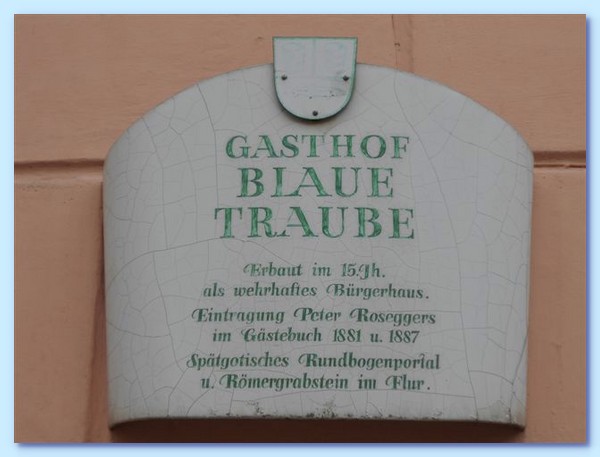 GASTHOF
BLAUE
TRAUBE
Erbaut im 15.Jh.
als wehrhaftes Bürgerhaus.
Eintragung Peter Roseggers
im Gästebuch 1881 u. 1887
Spätgotisches Rundbogenportal
u. Römergrabstein im Flur.